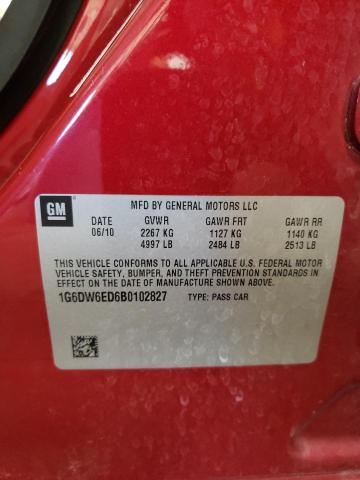 GM
MFD BY GENERAL MOTORS LLC
DATE GVWR GAWR FRT GAWR RR
06/10 2267 KG 1127 KG 1140 KG
4997 LB 2484 LB 2513 LB
THIS VEHICLE CONFORMS TO ALL APPLICABLE U.S. FEDERAL MOTOR
VEHICLE SAFETY, BUMPER, AND THEFT PREVENTION STANDARDS IN
EFFECT ON THE DATE OF MANUFACTURE SHOWN ABOVE.
1G6DW6ED6B0102827 TYPE: PASS CAR